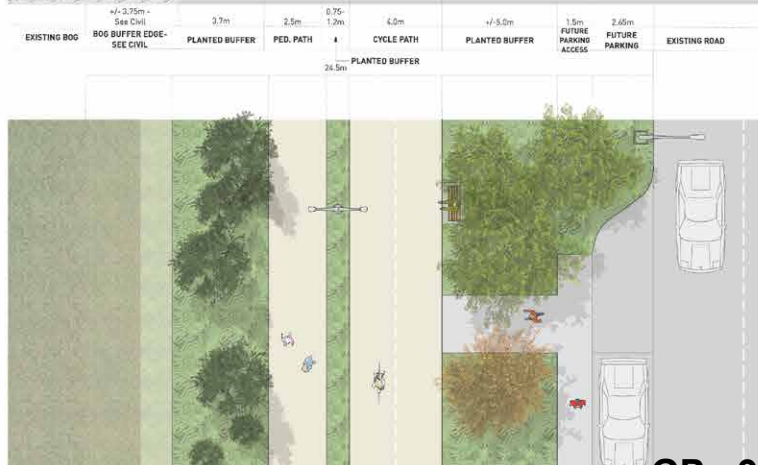 +/- 3.75m - See Civil
3.7m
2.5m
0.75-1.2m
4.0m
+/-5.0m
1.5m
2.65m
EXISTING BOG
BOG BUFFER EDGE- SEE CIVIL
PLANTED BUFFER
PED. PATH
CYCLE PATH
PLANTED BUFFER
FUTURE PARKING ACCESS
FUTURE PARKING
EXISTING ROAD
PLANTED BUFFER
24.5m